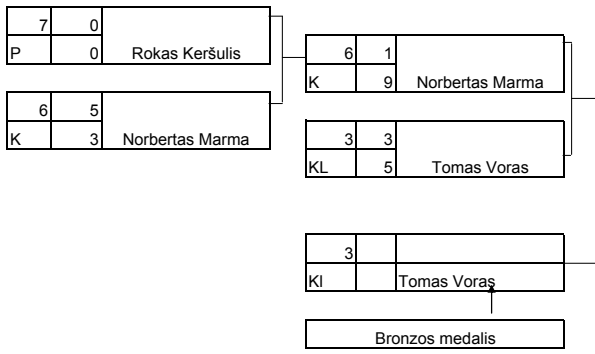 7 0
P 0 Rokas Keršulis
6 5
K 3 Norbertas Marma
6 1
K 9 Norbertas Marma
3 3
KL 5 Tomas Voras
3
Kl Tomas Voras
Bronzos medalis